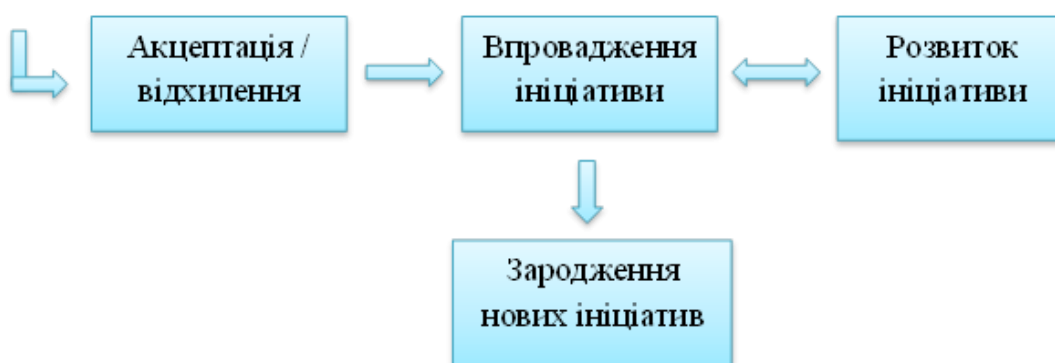 Акцептація /
відхилення
Впровадження
ініціативи
Розвиток
ініціативи
Зародження
нових ініціатив